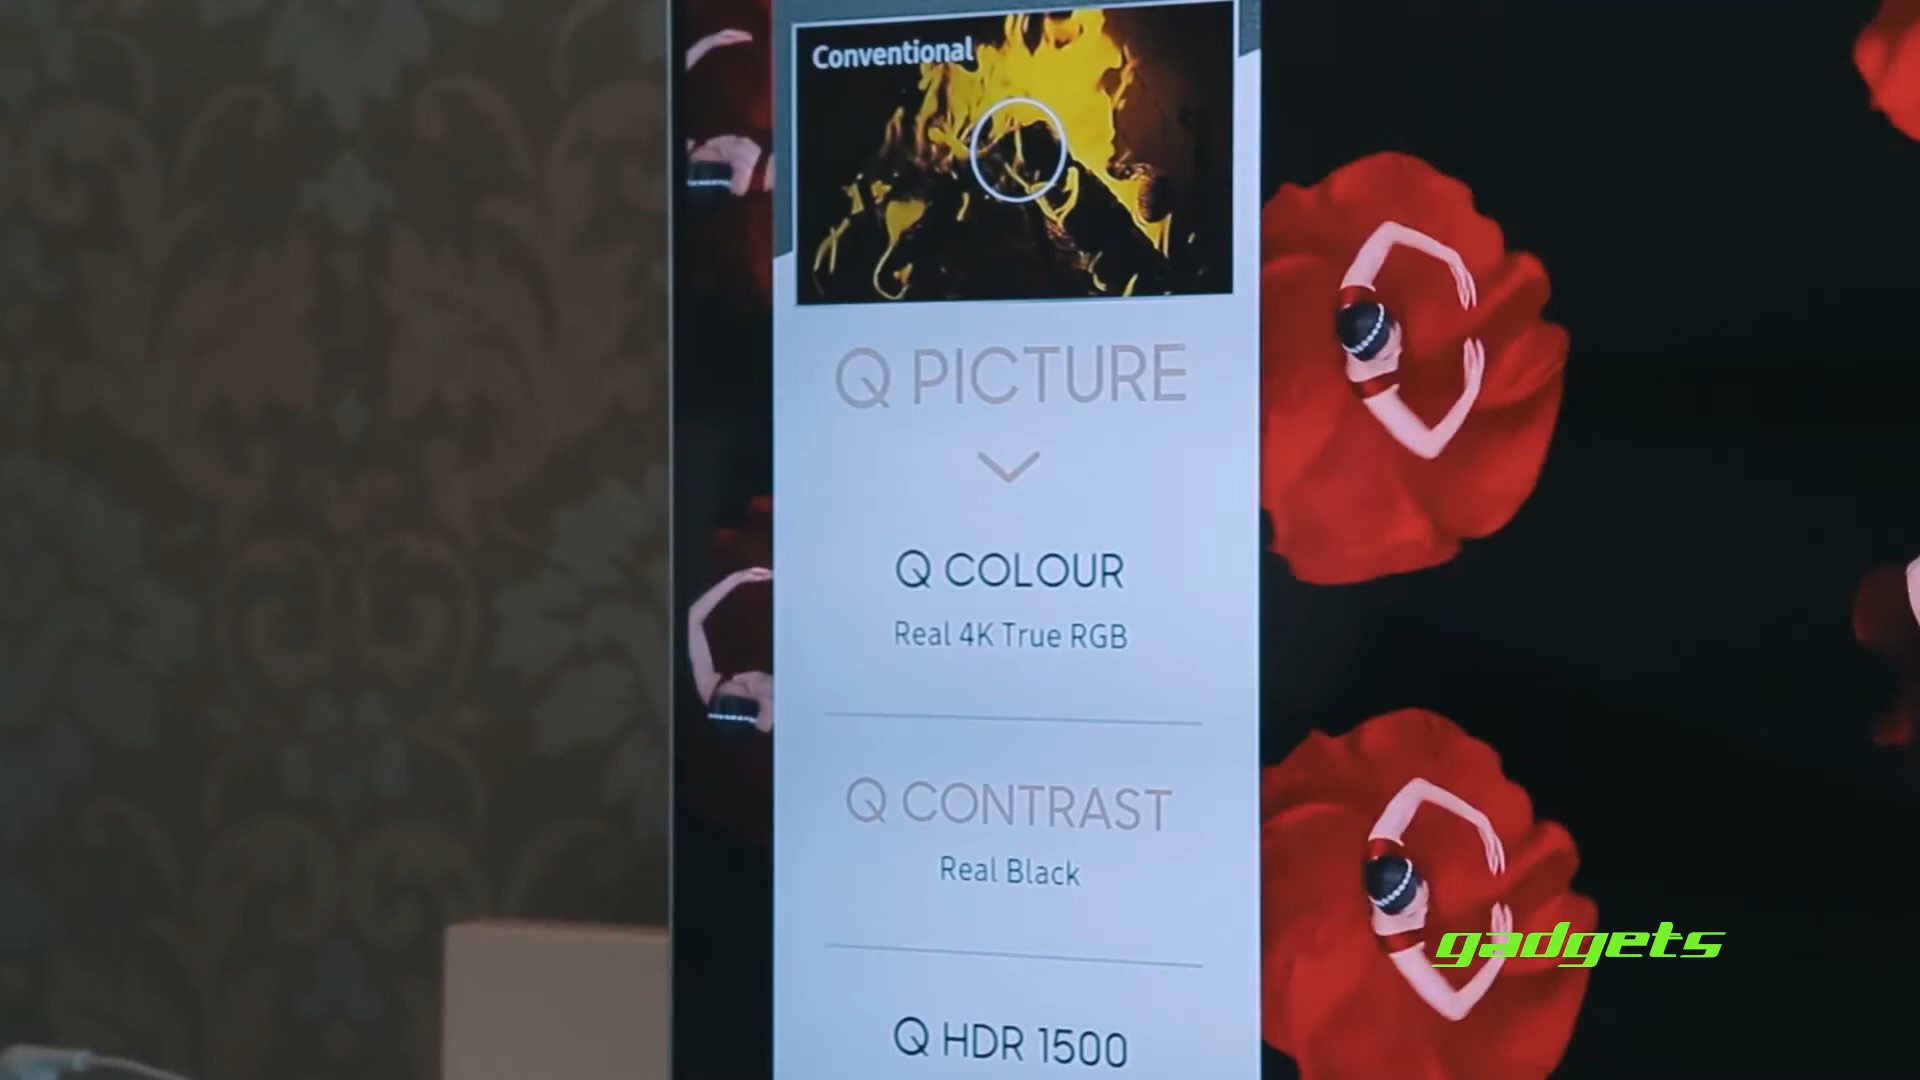 Conventional
Q PICTURE
Q COLOUR
Real 4K True RGB
Q CONTRAST
Real Black
gadgets
Q HDR 1500